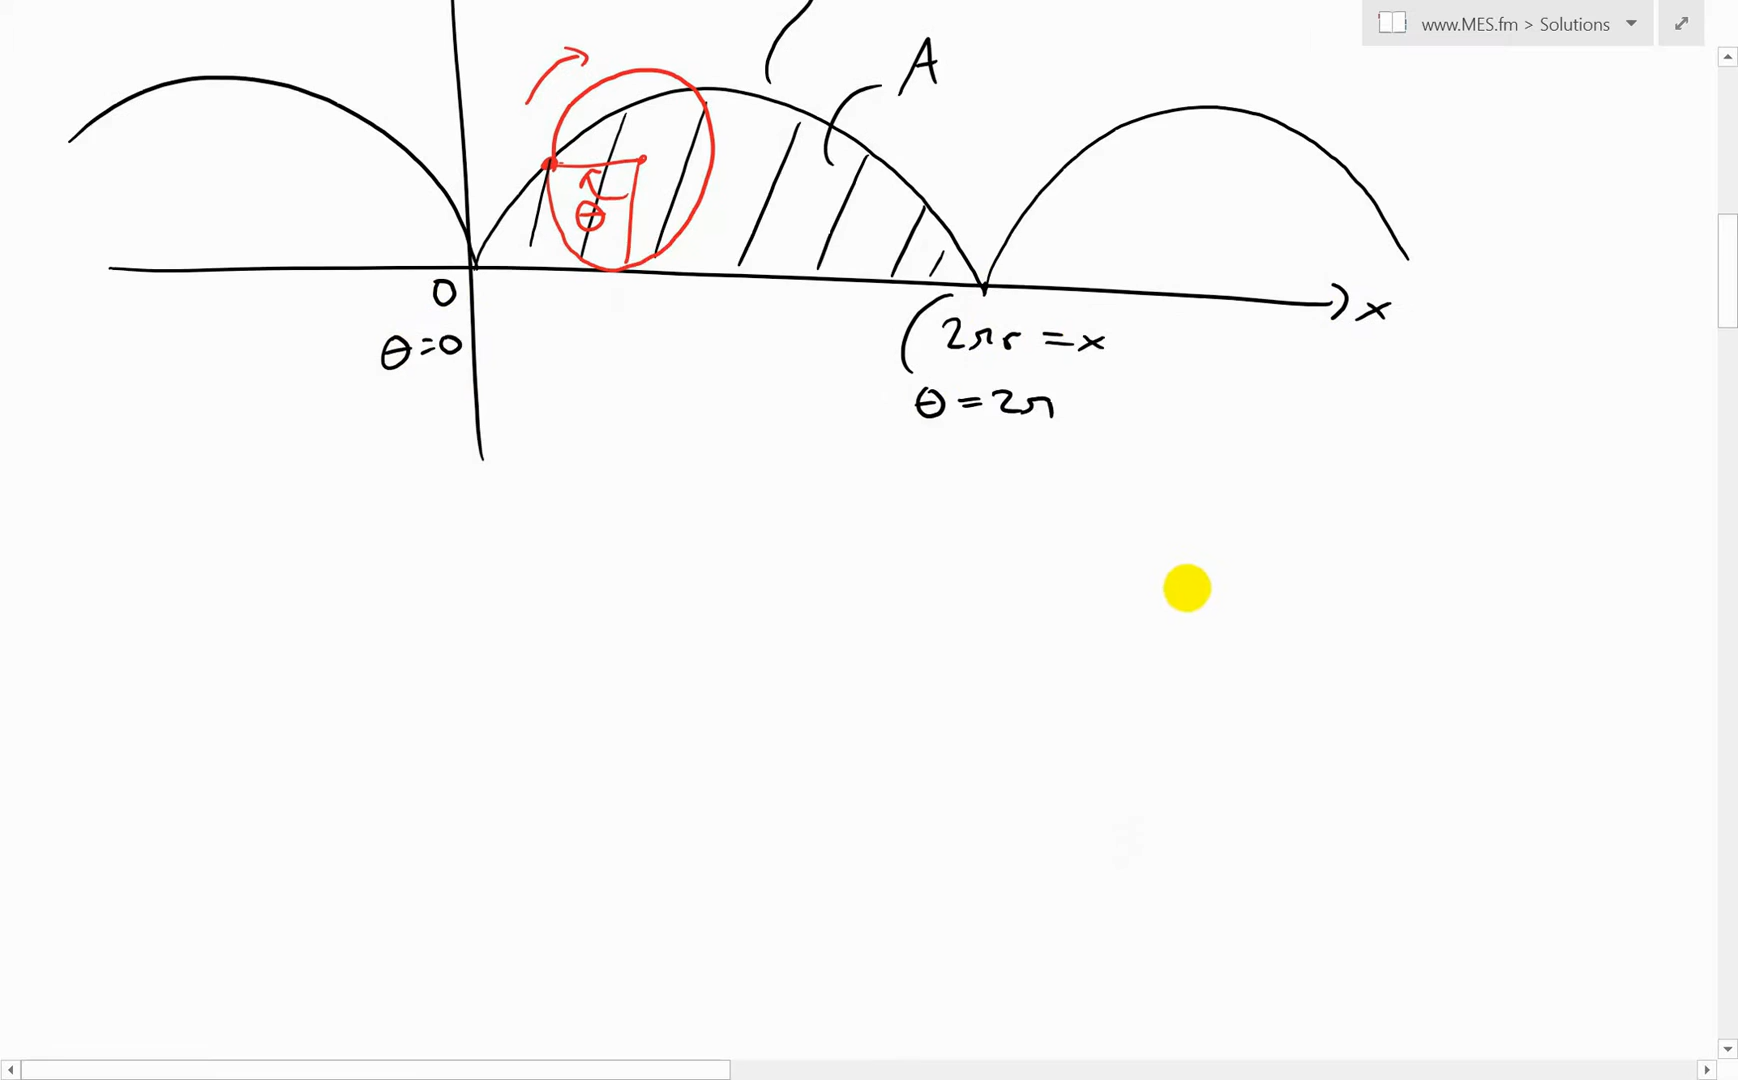 www.MES.fm > Solutions
A
θ
0
x
2πr = x
θ=0
θ = 2π